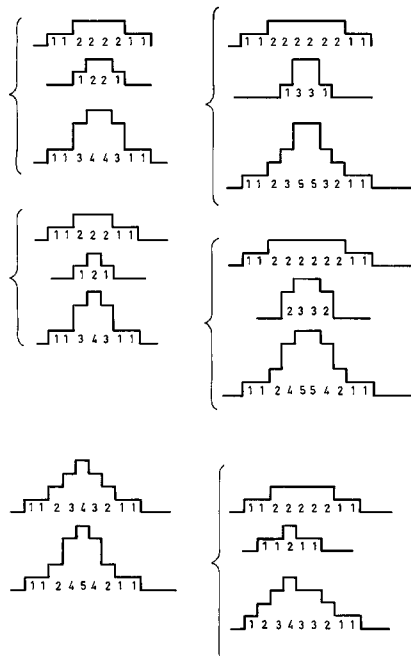 1 1 2 2 2 2 1 1
1 2 2 1
1 1 3 4 4 3 1 1
1 1 2 2 2 2 2 2 1 1
1 3 3 1
1 1 2 3 5 5 3 2 1 1
1 1 2 2 2 1 1
1 2 1
1 1 3 4 3 1 1
1 1 2 2 2 2 2 2 1 1
2 3 3 2
1 1 2 4 5 5 4 2 1 1
1 1 2 3 4 3 2 1 1
1 1 2 4 5 4 2 1 1
1 1 2 2 2 2 2 1 1
1 1 2 1 1
1 2 3 4 3 3 2 1 1